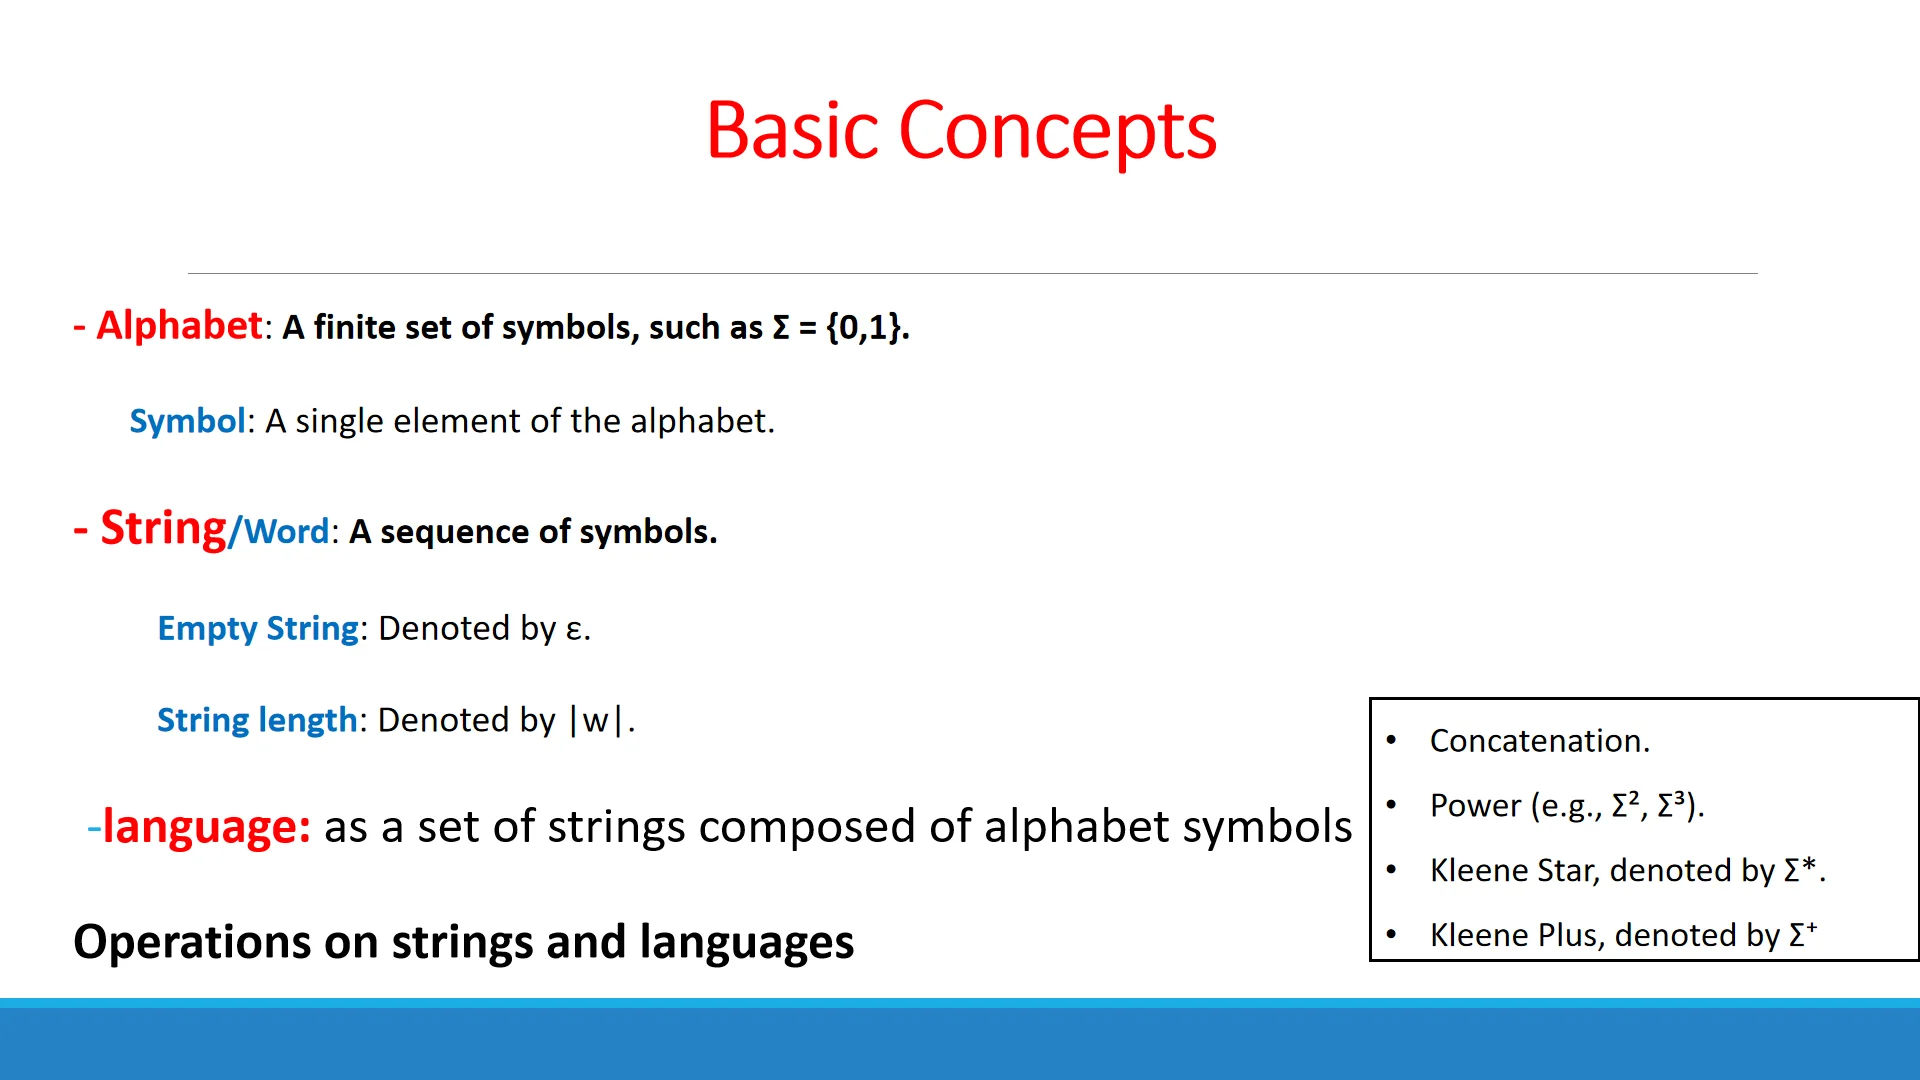 Basic Concepts
- Alphabet: A finite set of symbols, such as Σ = {0,1}.
Symbol: A single element of the alphabet.
- String/Word: A sequence of symbols.
Empty String: Denoted by ε.
String length: Denoted by |w|.
-language: as a set of strings composed of alphabet symbols
Operations on strings and languages
• Concatenation.
• Power (e.g., Σ², Σ³).
• Kleene Star, denoted by Σ*.
• Kleene Plus, denoted by Σ⁺